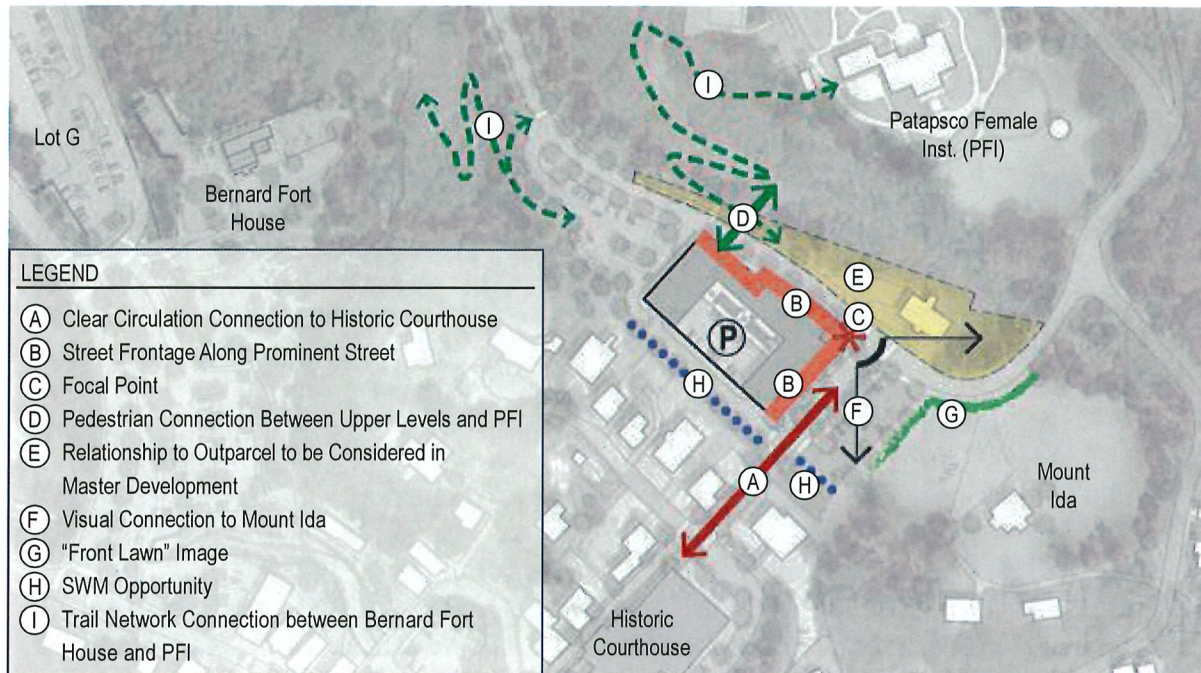 I
I
Lot G
Patapsco Female
Inst. (PFI)
Bernard Fort
House
D
E
B
C
P
H
B
F
G
A
H
Mount
Ida
Historic
Courthouse
LEGEND
A Clear Circulation Connection to Historic Courthouse
B Street Frontage Along Prominent Street
C Focal Point
D Pedestrian Connection Between Upper Levels and PFI
E Relationship to Outparcel to be Considered in
Master Development
F Visual Connection to Mount Ida
G "Front Lawn" Image
H SWM Opportunity
I Trail Network Connection between Bernard Fort
House and PFI